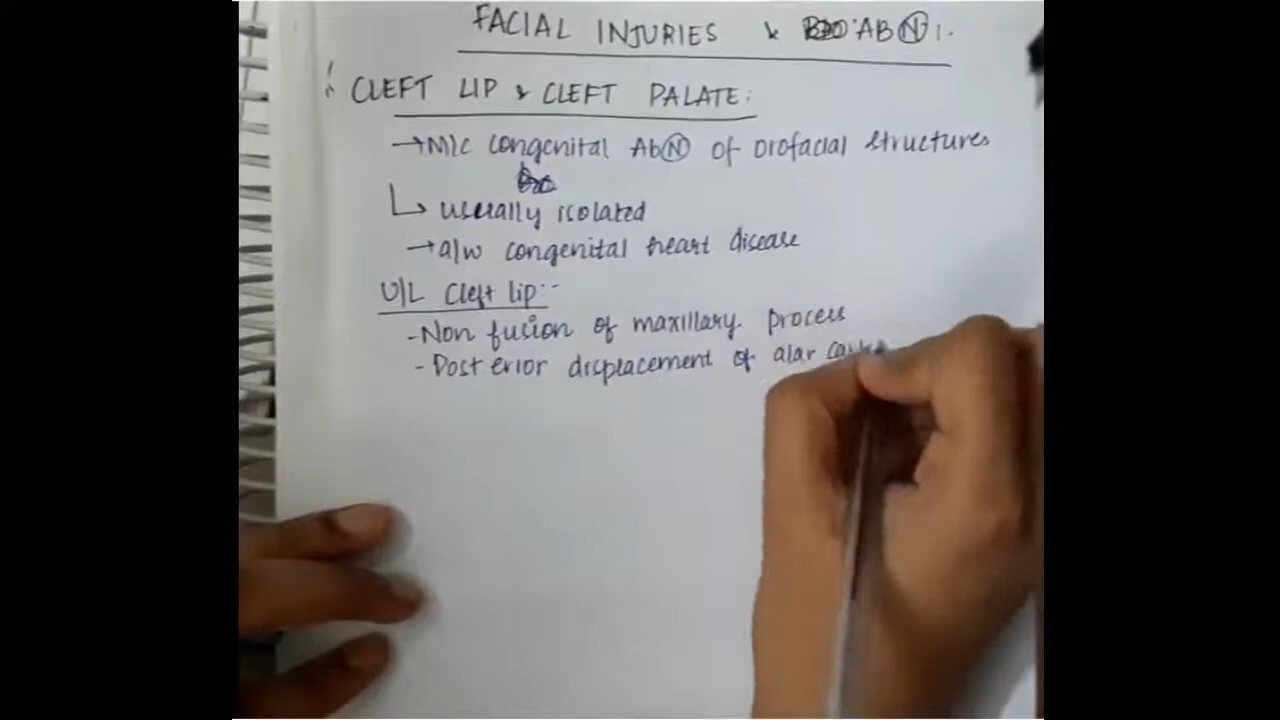 FACIAL INJURIES & AB(N):
CLEFT LIP & CLEFT PALATE:
→ M/c congenital Ab(N) of orofacial structures
↳ usually isolated
→ a/w congenital heart disease
U/L Cleft lip:-
- Non fusion of maxillary process
- Posterior displacement of alar